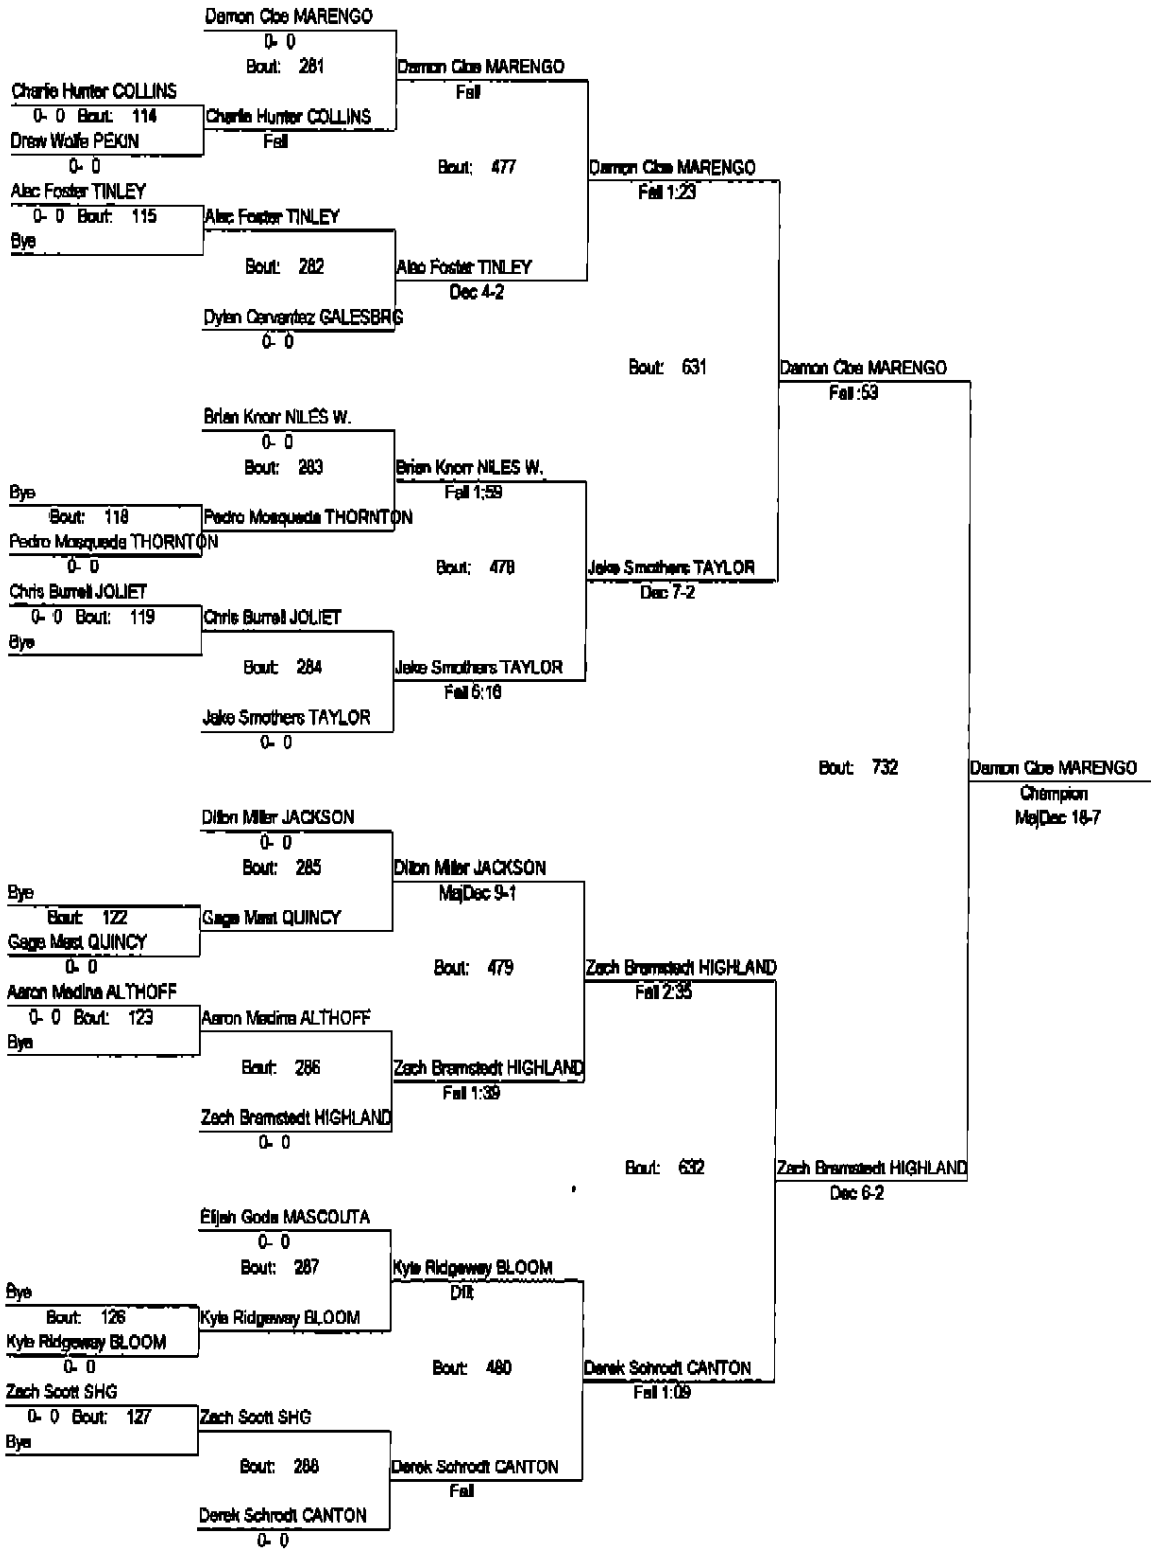 Damon Cloe MARENGO
0- 0
Bout: 281
Damon Cloe MARENGO
Fall
Charlie Hunter COLLINS
0- 0 Bout: 114
Charlie Hunter COLLINS
Fall
Drew Wolfe PEKIN
0- 0
Bout: 477
Damon Cloe MARENGO
Fall 1:23
Alec Foster TINLEY
0- 0 Bout: 115
Alec Foster TINLEY
Bye
Bout: 282
Alec Foster TINLEY
Dec 4-2
Dylan Cervantez GALESBRG
0- 0
Bout: 631
Damon Cloe MARENGO
Fall :53
Brian Knorr NILES W.
0- 0
Bout: 283
Brian Knorr NILES W.
Fall 1:59
Bye
Bout: 118
Pedro Mosqueda THORNTON
Pedro Mosqueda THORNTON
0- 0
Bout: 478
Jake Smothers TAYLOR
Dec 7-2
Chris Burrell JOLIET
0- 0 Bout: 119
Chris Burrell JOLIET
Bye
Bout: 284
Jake Smothers TAYLOR
Fall 5:16
Jake Smothers TAYLOR
0- 0
Bout: 732
Damon Cloe MARENGO
Champion
MajDec 18-7
Dillon Miller JACKSON
0- 0
Bout: 285
Dillon Miller JACKSON
MajDec 9-1
Bye
Bout: 122
Gage Mast QUINCY
Gage Mast QUINCY
0- 0
Bout: 479
Zach Bramstedt HIGHLAND
Fall 2:35
Aaron Medina ALTHOFF
0- 0 Bout: 123
Aaron Medina ALTHOFF
Bye
Bout: 286
Zach Bramstedt HIGHLAND
Fall 1:39
Zach Bramstedt HIGHLAND
0- 0
Bout: 632
Zach Bramstedt HIGHLAND
Dec 6-2
Elijah Goda MASCOUTA
0- 0
Bout: 287
Kyle Ridgeway BLOOM
Dflt
Bye
Bout: 126
Kyle Ridgeway BLOOM
Kyle Ridgeway BLOOM
0- 0
Bout: 480
Derek Schrodt CANTON
Fall 1:09
Zach Scott SHG
0- 0 Bout: 127
Zach Scott SHG
Bye
Bout: 288
Derek Schrodt CANTON
Fall
Derek Schrodt CANTON
0- 0